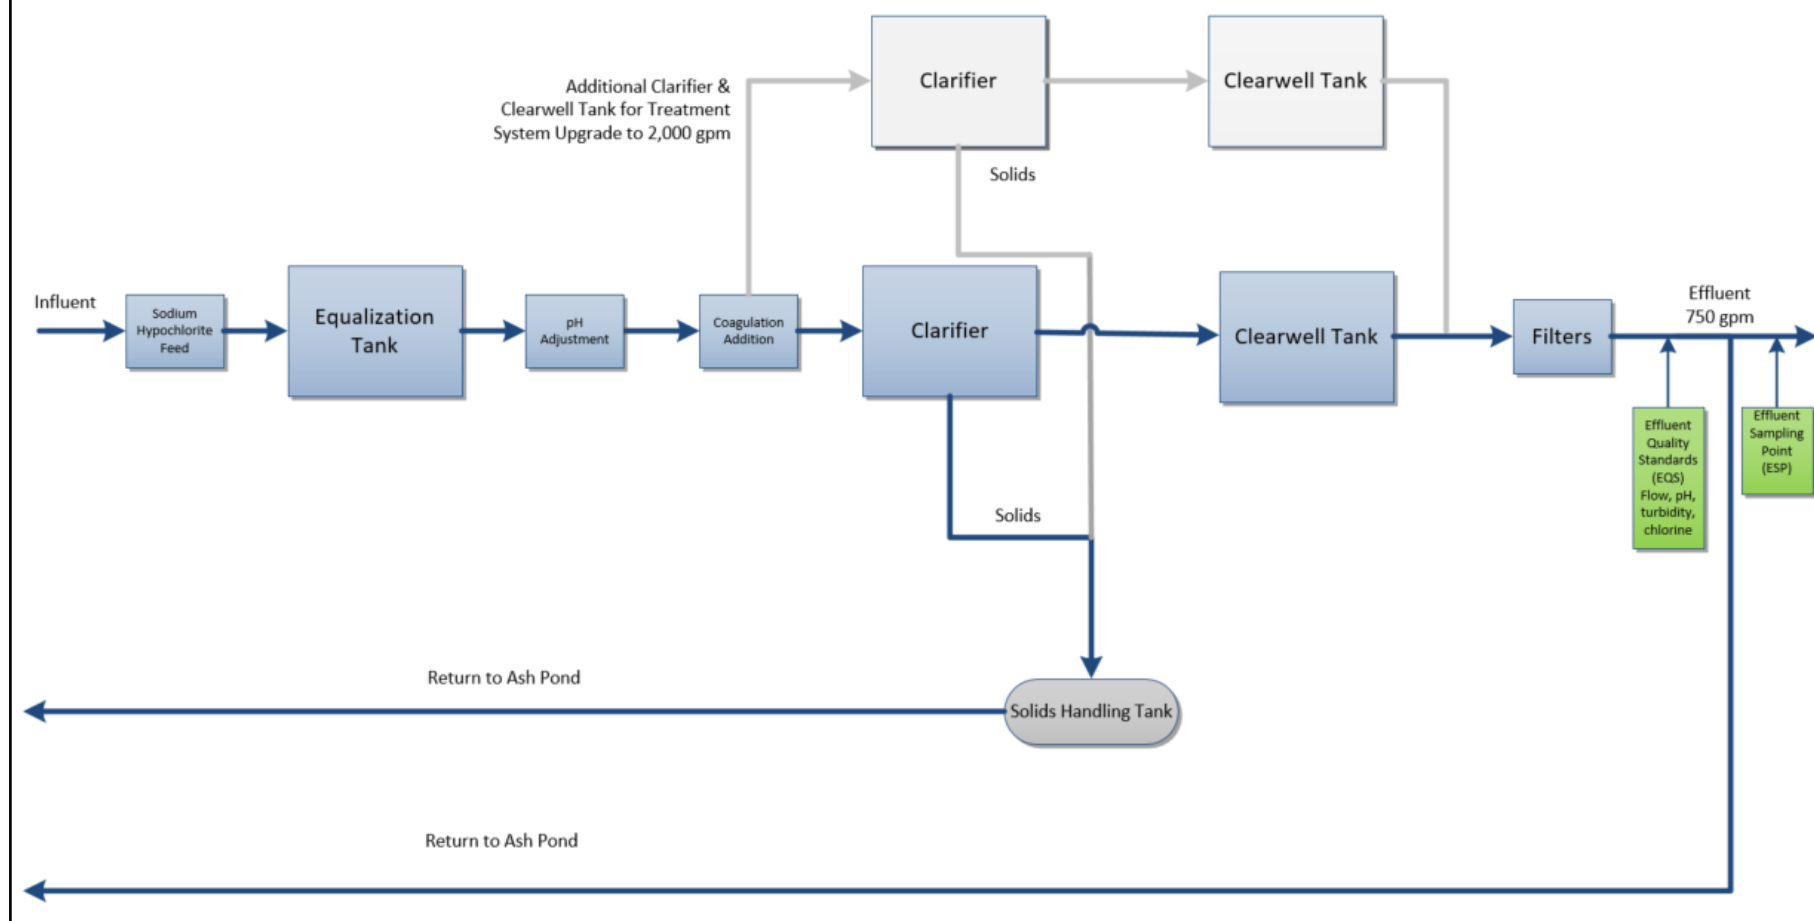 Additional Clarifier &
Clearwell Tank for Treatment
System Upgrade to 2,000 gpm
Clarifier
Clearwell Tank
Solids
Influent
Sodium
Hypochlorite
Feed
Equalization
Tank
pH
Adjustment
Coagulation
Addition
Clarifier
Clearwell Tank
Filters
Effluent
750 gpm
Effluent
Quality
Standards
(EQS)
Flow, pH,
turbidity,
chlorine
Effluent
Sampling
Point
(ESP)
Solids
Return to Ash Pond
Solids Handling Tank
Return to Ash Pond